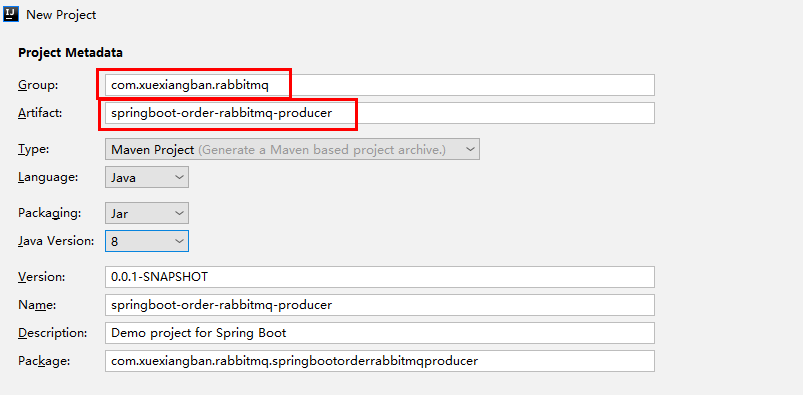 IJ New Project
Project Metadata
Group: com.xuexiangban.rabbitmq
Artifact: springboot-order-rabbitmq-producer
Type: Maven Project (Generate a Maven based project archive.)
Language: Java
Packaging: Jar
Java Version: 8
Version: 0.0.1-SNAPSHOT
Name: springboot-order-rabbitmq-producer
Description: Demo project for Spring Boot
Package: com.xuexiangban.rabbitmq.springbootorderrabbitmqproducer